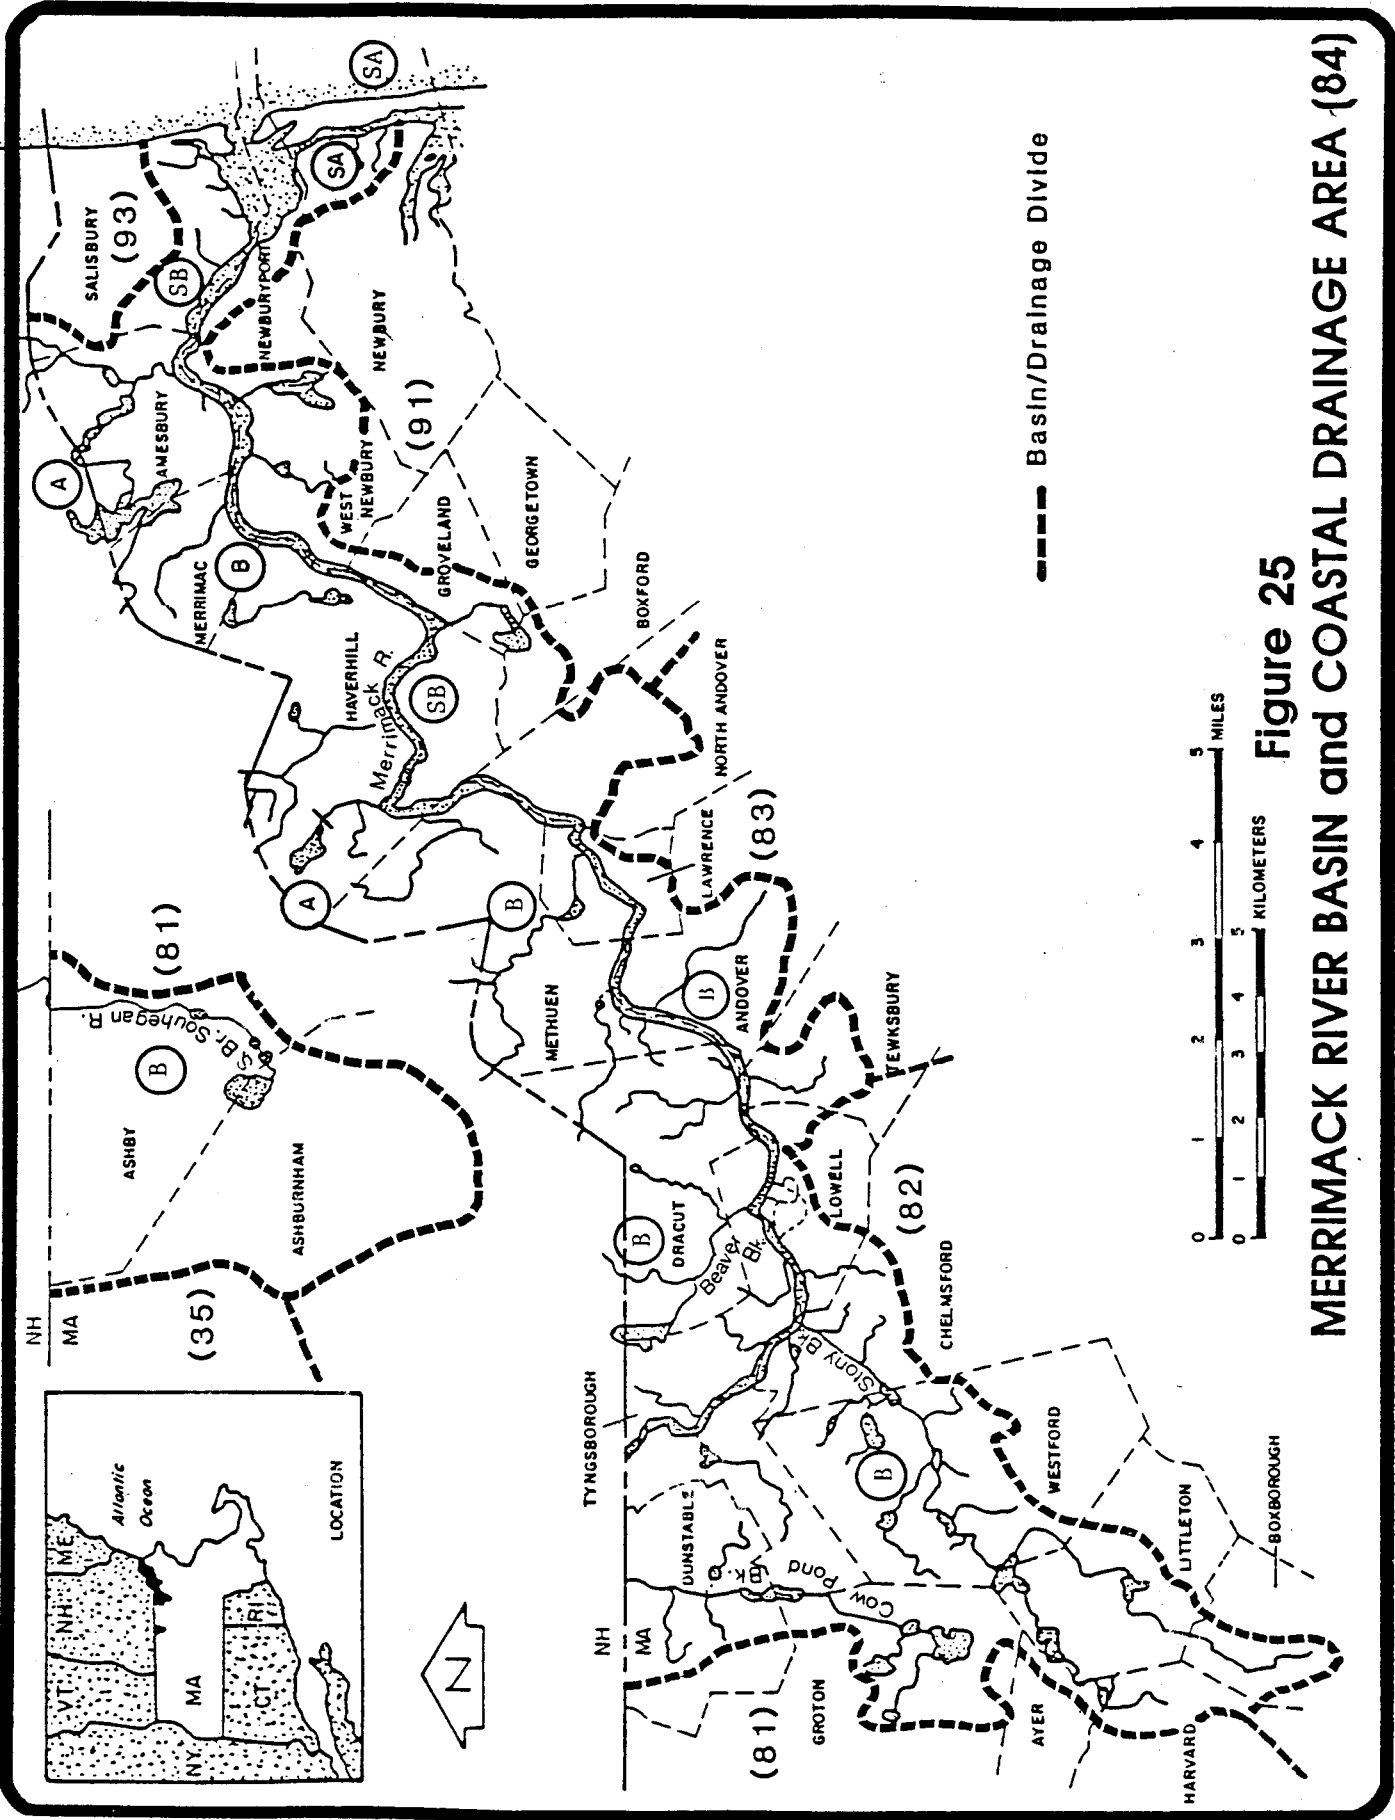 VT.
NH.
ME.
NY
MA
CT.
RI
Atlantic
Ocean
LOCATION
N
NH
MA
(35)
ASHBY
ASHBURNHAM
B
S. Br. Souhegan R.
(81)
NH
MA
(81)
GROTON
DUNSTABLE
TYNGSBOROUGH
Cow
Pond
Bk.
AYER
HARVARD
LITTLETON
BOXBOROUGH
WESTFORD
B
Stony Bk.
CHELMSFORD
(82)
LOWELL
Beaver
Bk.
DRACUT
B
TEWKSBURY
ANDOVER
B
METHUEN
B
LAWRENCE
(83)
NORTH ANDOVER
A
Merrimack R.
HAVERHILL
SB
BOXFORD
MERRIMAC
B
GROVELAND
GEORGETOWN
WEST
NEWBURY
A
AMESBURY
(91)
NEWBURY
NEWBURYPORT
SALISBURY
(93)
SB
SA
SA
Basin/Drainage Divide
0 1 2 3 4 5 MILES
0 1 2 3 4 5 KILOMETERS
Figure 25
MERRIMACK RIVER BASIN and COASTAL DRAINAGE AREA (84)